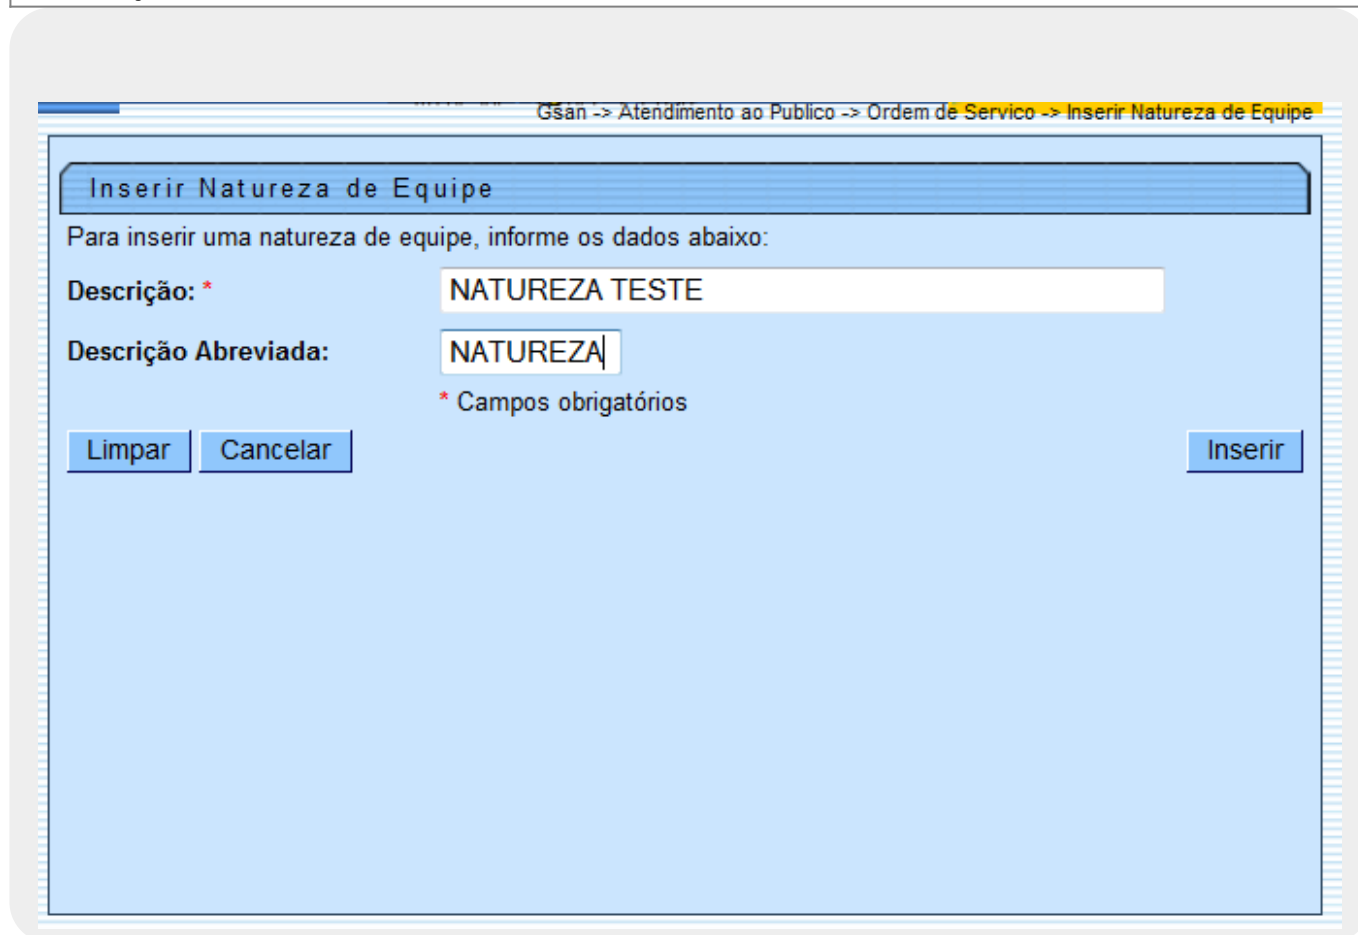 Gsan -> Atendimento ao Publico -> Ordem de Servico -> Inserir Natureza de Equipe
Inserir Natureza de Equipe
Para inserir uma natureza de equipe, informe os dados abaixo:
Descrição: * NATUREZA TESTE
Descrição Abreviada: NATUREZA
* Campos obrigatórios
Limpar Cancelar Inserir